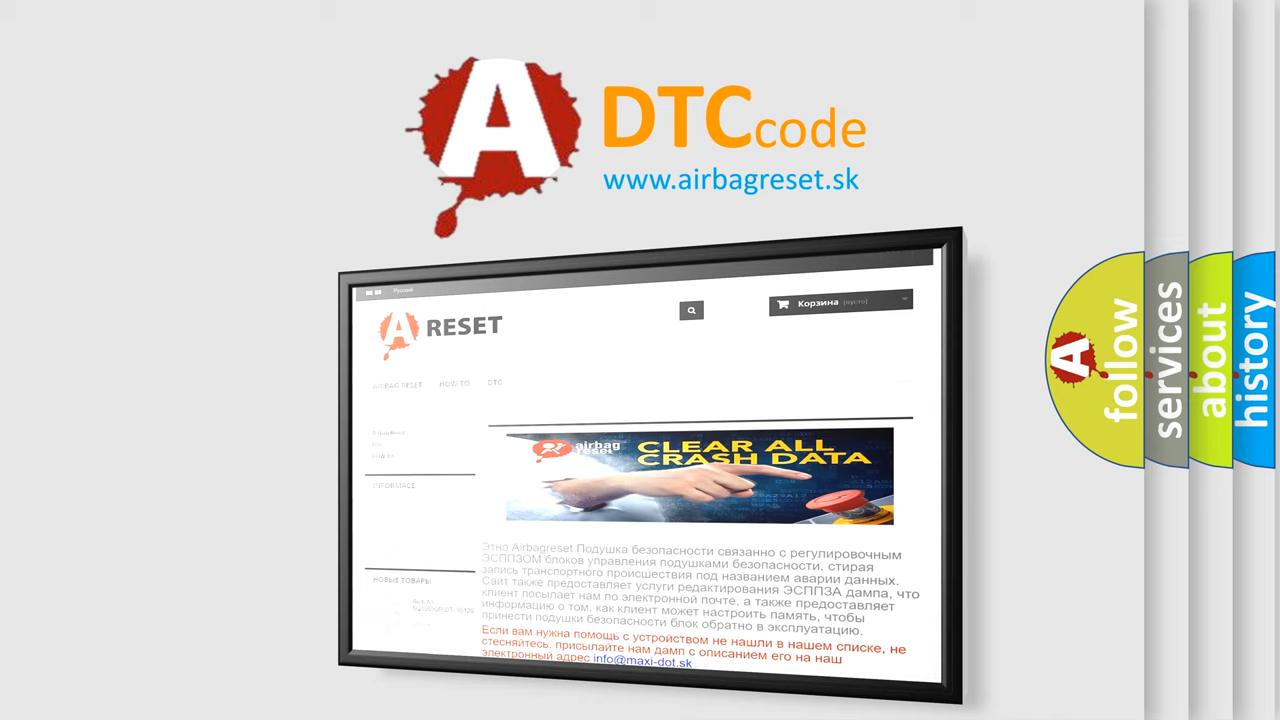 A DTCcode
www.airbagreset.sk
Русский
A RESET
Корзина (пусто)
AIRBAG RESET HOW TO DTC
INFORMACE
airbag
reset
CLEAR ALL
CRASH DATA
Этно Airbagreset Подушка безопасности связанно с регулировочным
ЭСППЗОМ блоков управления подушками безопасности, стирая
запись транспортного происшествия под названием аварии данных.
Сайт также предоставляет услуги редактирования ЭСППЗА дампа, что
клиент посылает нам по электронной почте, а также предоставляет
информацию о том, как клиент может настроить память, чтобы
принести подушки безопасности блок обратно в эксплуатацию.
Если вам нужна помощь с устройством не нашли в нашем списке, не
стесняйтесь, присылайте нам дамп с описанием его на наш
электронный адрес info@maxi-dot.sk
НОВЫЕ ТОВАРЫ
A follow
services
about
history